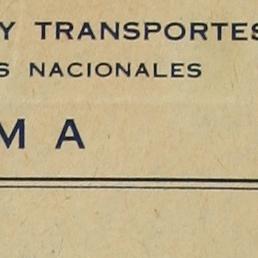 Y TRANSPORTES
S NACIONALES
M A